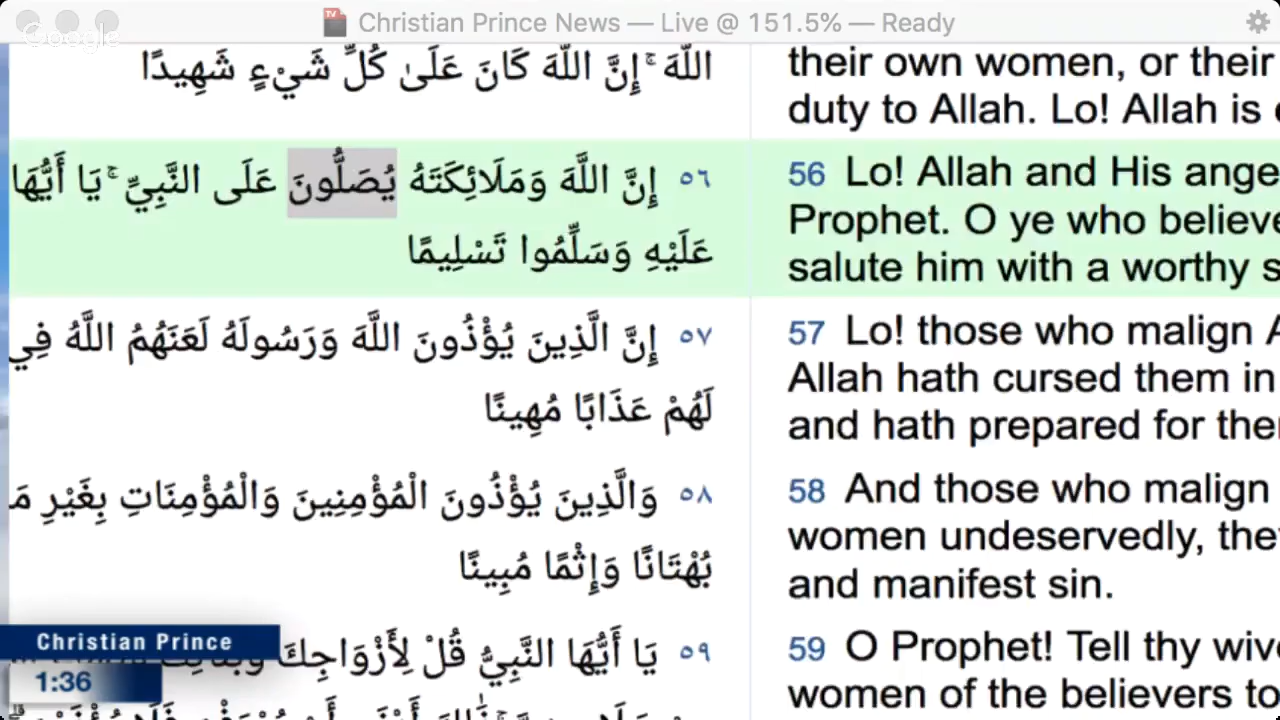 Christian Prince News — Live @ 151.5% — Ready
Google
اللَّهَ ۚ إِنَّ اللَّهَ كَانَ عَلَىٰ كُلِّ شَيْءٍ شَهِيدًا
٥٦ إِنَّ اللَّهَ وَمَلَائِكَتَهُ يُصَلُّونَ عَلَى النَّبِيِّ ۚ يَا أَيُّهَا
عَلَيْهِ وَسَلِّمُوا تَسْلِيمًا
٥٧ إِنَّ الَّذِينَ يُؤْذُونَ اللَّهَ وَرَسُولَهُ لَعَنَهُمُ اللَّهُ فِي
لَهُمْ عَذَابًا مُهِينًا
٥٨ وَالَّذِينَ يُؤْذُونَ الْمُؤْمِنِينَ وَالْمُؤْمِنَاتِ بِغَيْرِ مَ
بُهْتَانًا وَإِثْمًا مُبِينًا
٥٩ يَا أَيُّهَا النَّبِيُّ قُلْ لِأَزْوَاجِكَ
their own women, or their
duty to Allah. Lo! Allah is
56 Lo! Allah and His ange
Prophet. O ye who believe
salute him with a worthy s
57 Lo! those who malign A
Allah hath cursed them in
and hath prepared for the
58 And those who malign
women undeservedly, the
and manifest sin.
59 O Prophet! Tell thy wive
women of the believers to
Christian Prince
1:36